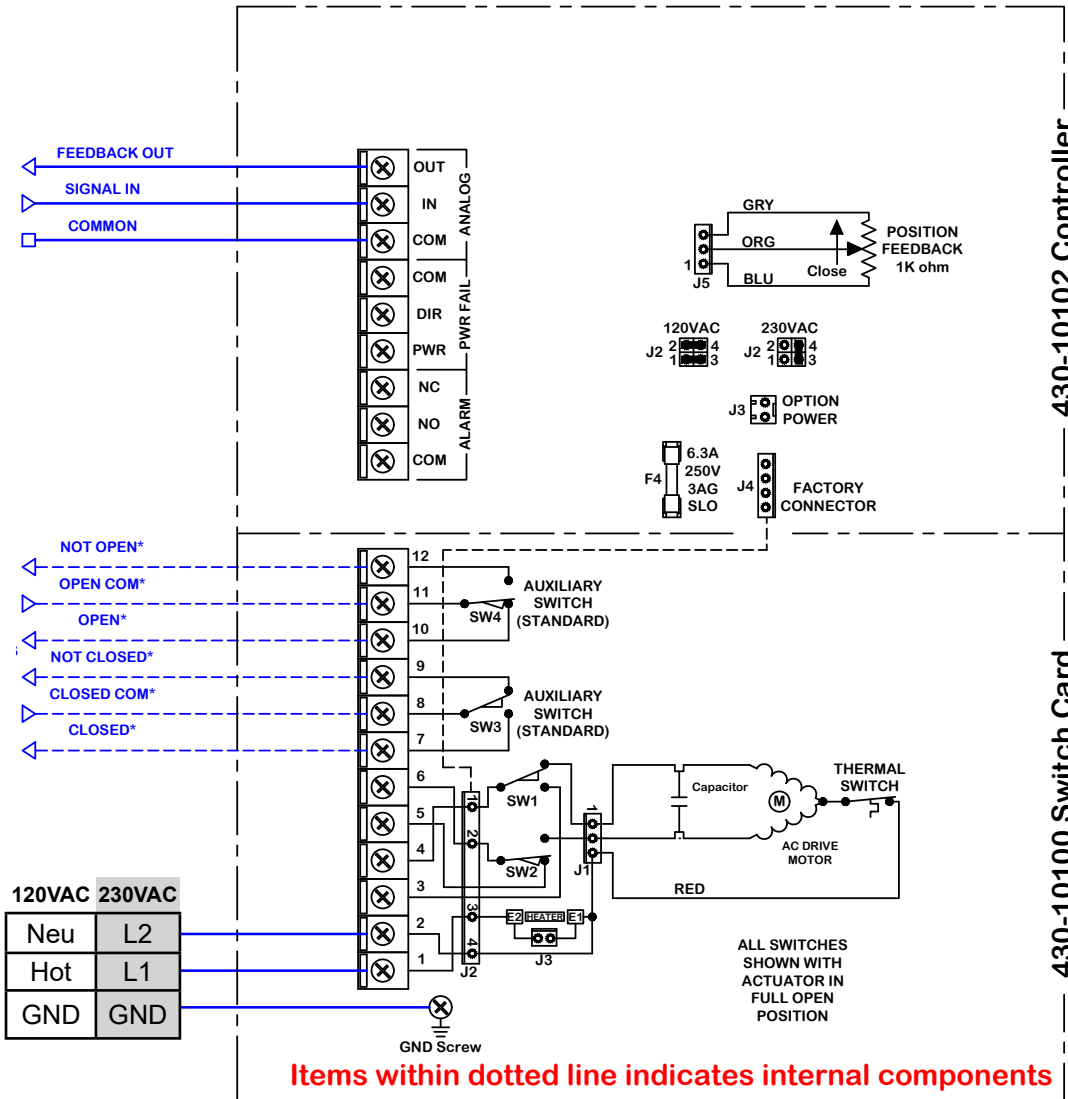 FEEDBACK OUT
SIGNAL IN
COMMON
OUT
IN
COM
COM
DIR
PWR
NC
NO
COM
ANALOG
PWR FAIL
ALARM
GRY
ORG
BLU
1
J5
Close
POSITION
FEEDBACK
1K ohm
120VAC
J2
2
4
1
3
230VAC
J2
2
4
1
3
J3
OPTION
POWER
F4
6.3A
250V
3AG
SLO
J4
FACTORY
CONNECTOR
430-10102 Controller
NOT OPEN*
OPEN COM*
OPEN*
NOT CLOSED*
CLOSED COM*
CLOSED*
12
11
10
9
8
7
6
5
4
3
2
1
SW4
AUXILIARY
SWITCH
(STANDARD)
SW3
AUXILIARY
SWITCH
(STANDARD)
SW1
SW2
1
2
3
4
J2
1
J1
Capacitor
M
AC DRIVE
MOTOR
THERMAL
SWITCH
RED
E2
HEATER
E1
J3
ALL SWITCHES
SHOWN WITH
ACTUATOR IN
FULL OPEN
POSITION
430-10100 Switch Card
120VAC 230VAC
Neu L2
Hot L1
GND GND
GND Screw
Items within dotted line indicates internal components